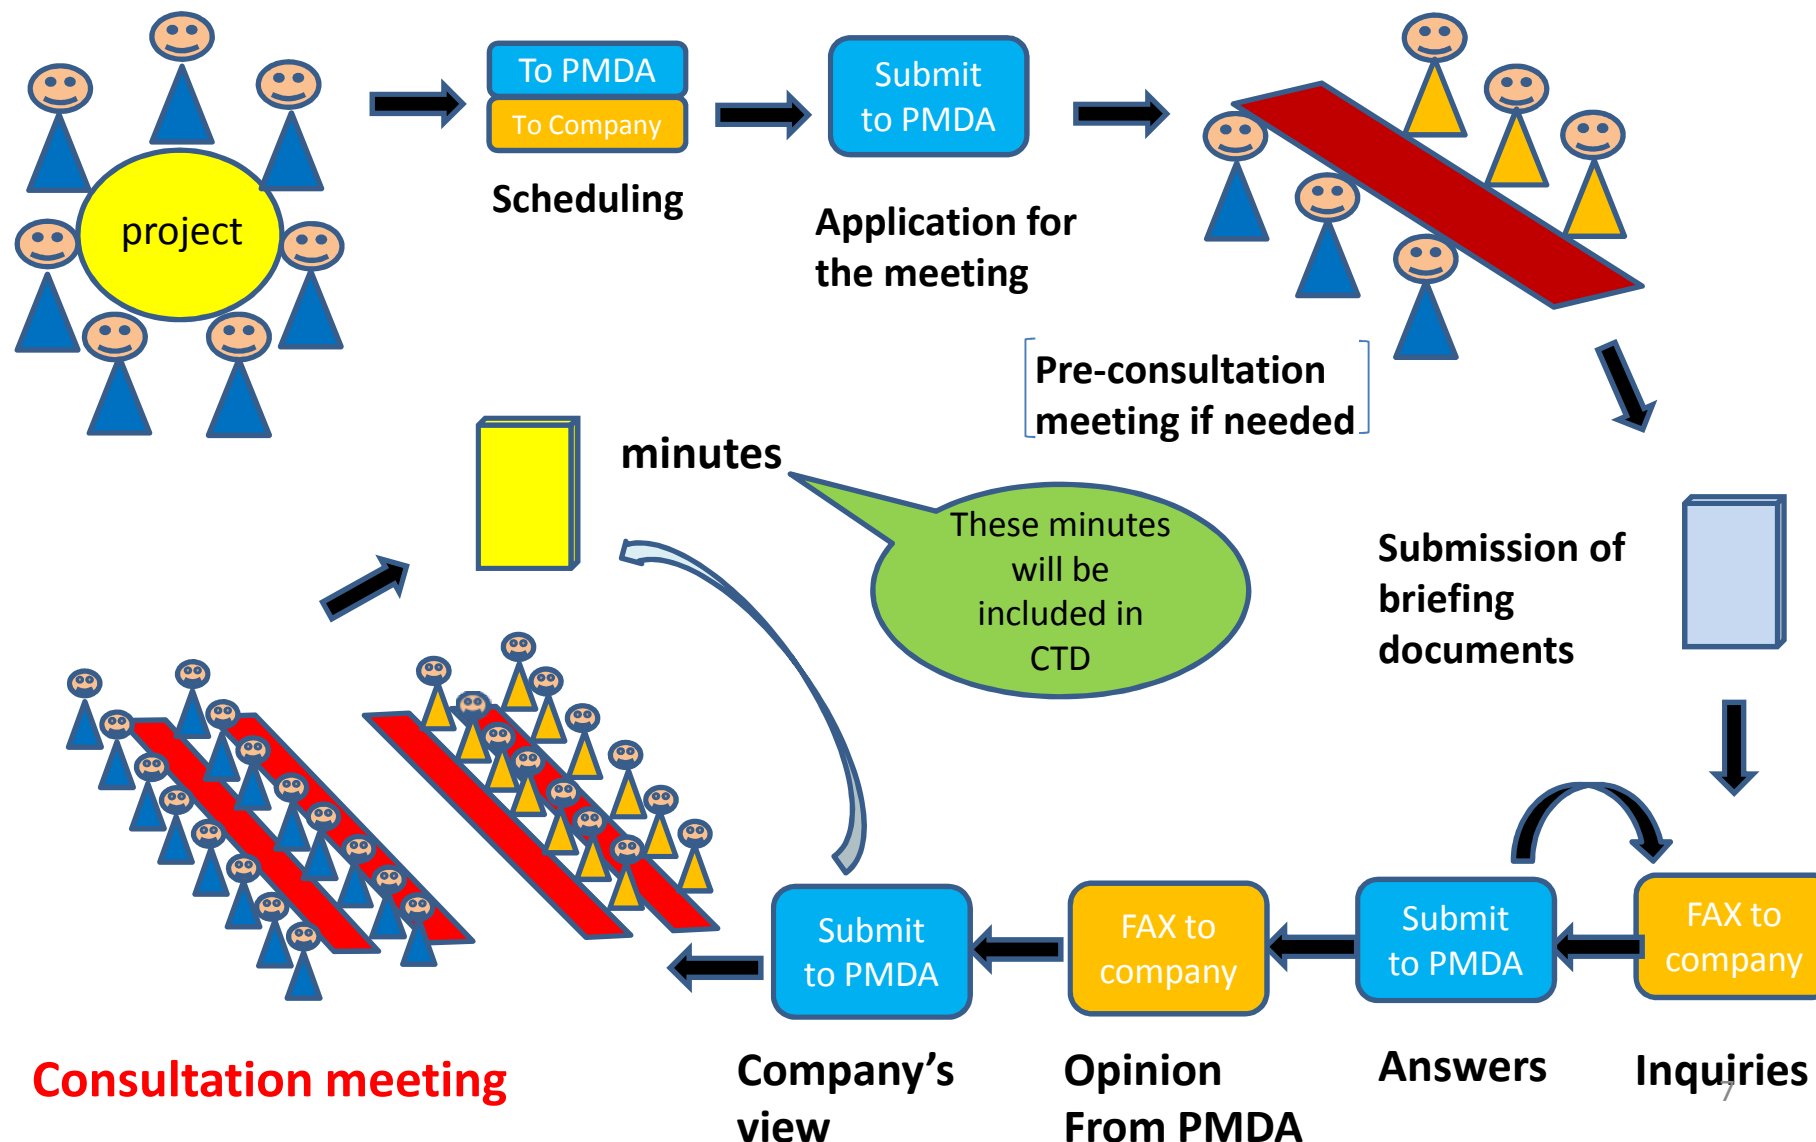 project
To PMDA
To Company
Scheduling
Submit
to PMDA
Application for
the meeting
Pre-consultation
meeting if needed
Submission of
briefing
documents
FAX to
company
Inquiries
Submit
to PMDA
Answers
FAX to
company
Opinion
From PMDA
Submit
to PMDA
Company’s
view
Consultation meeting
minutes
These minutes
will be
included in
CTD
7